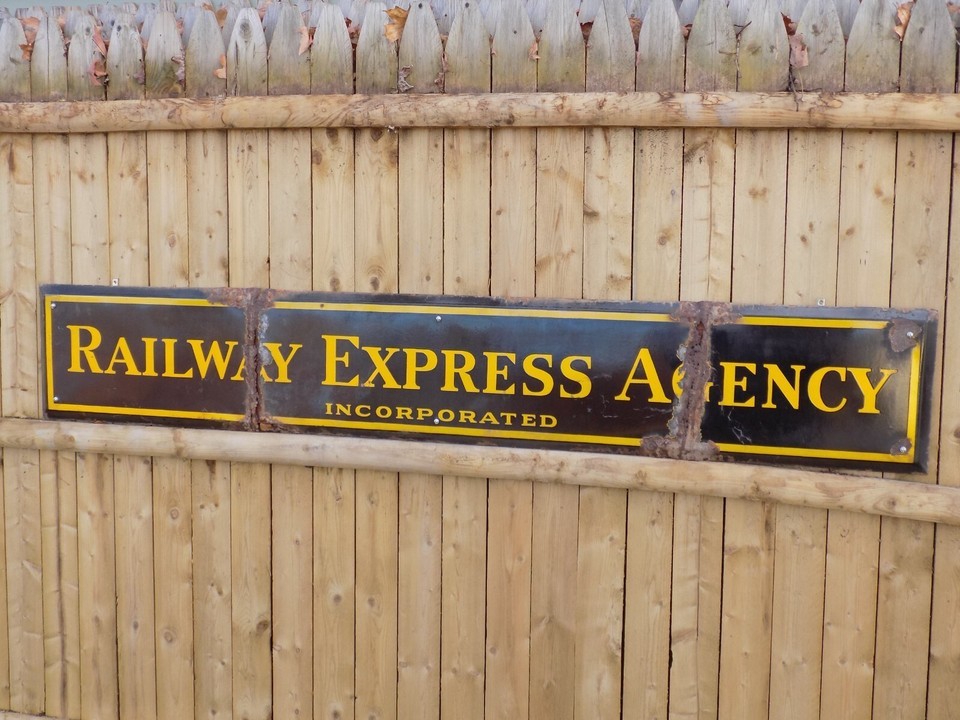 RAILWAY EXPRESS AGENCY
INCORPORATED